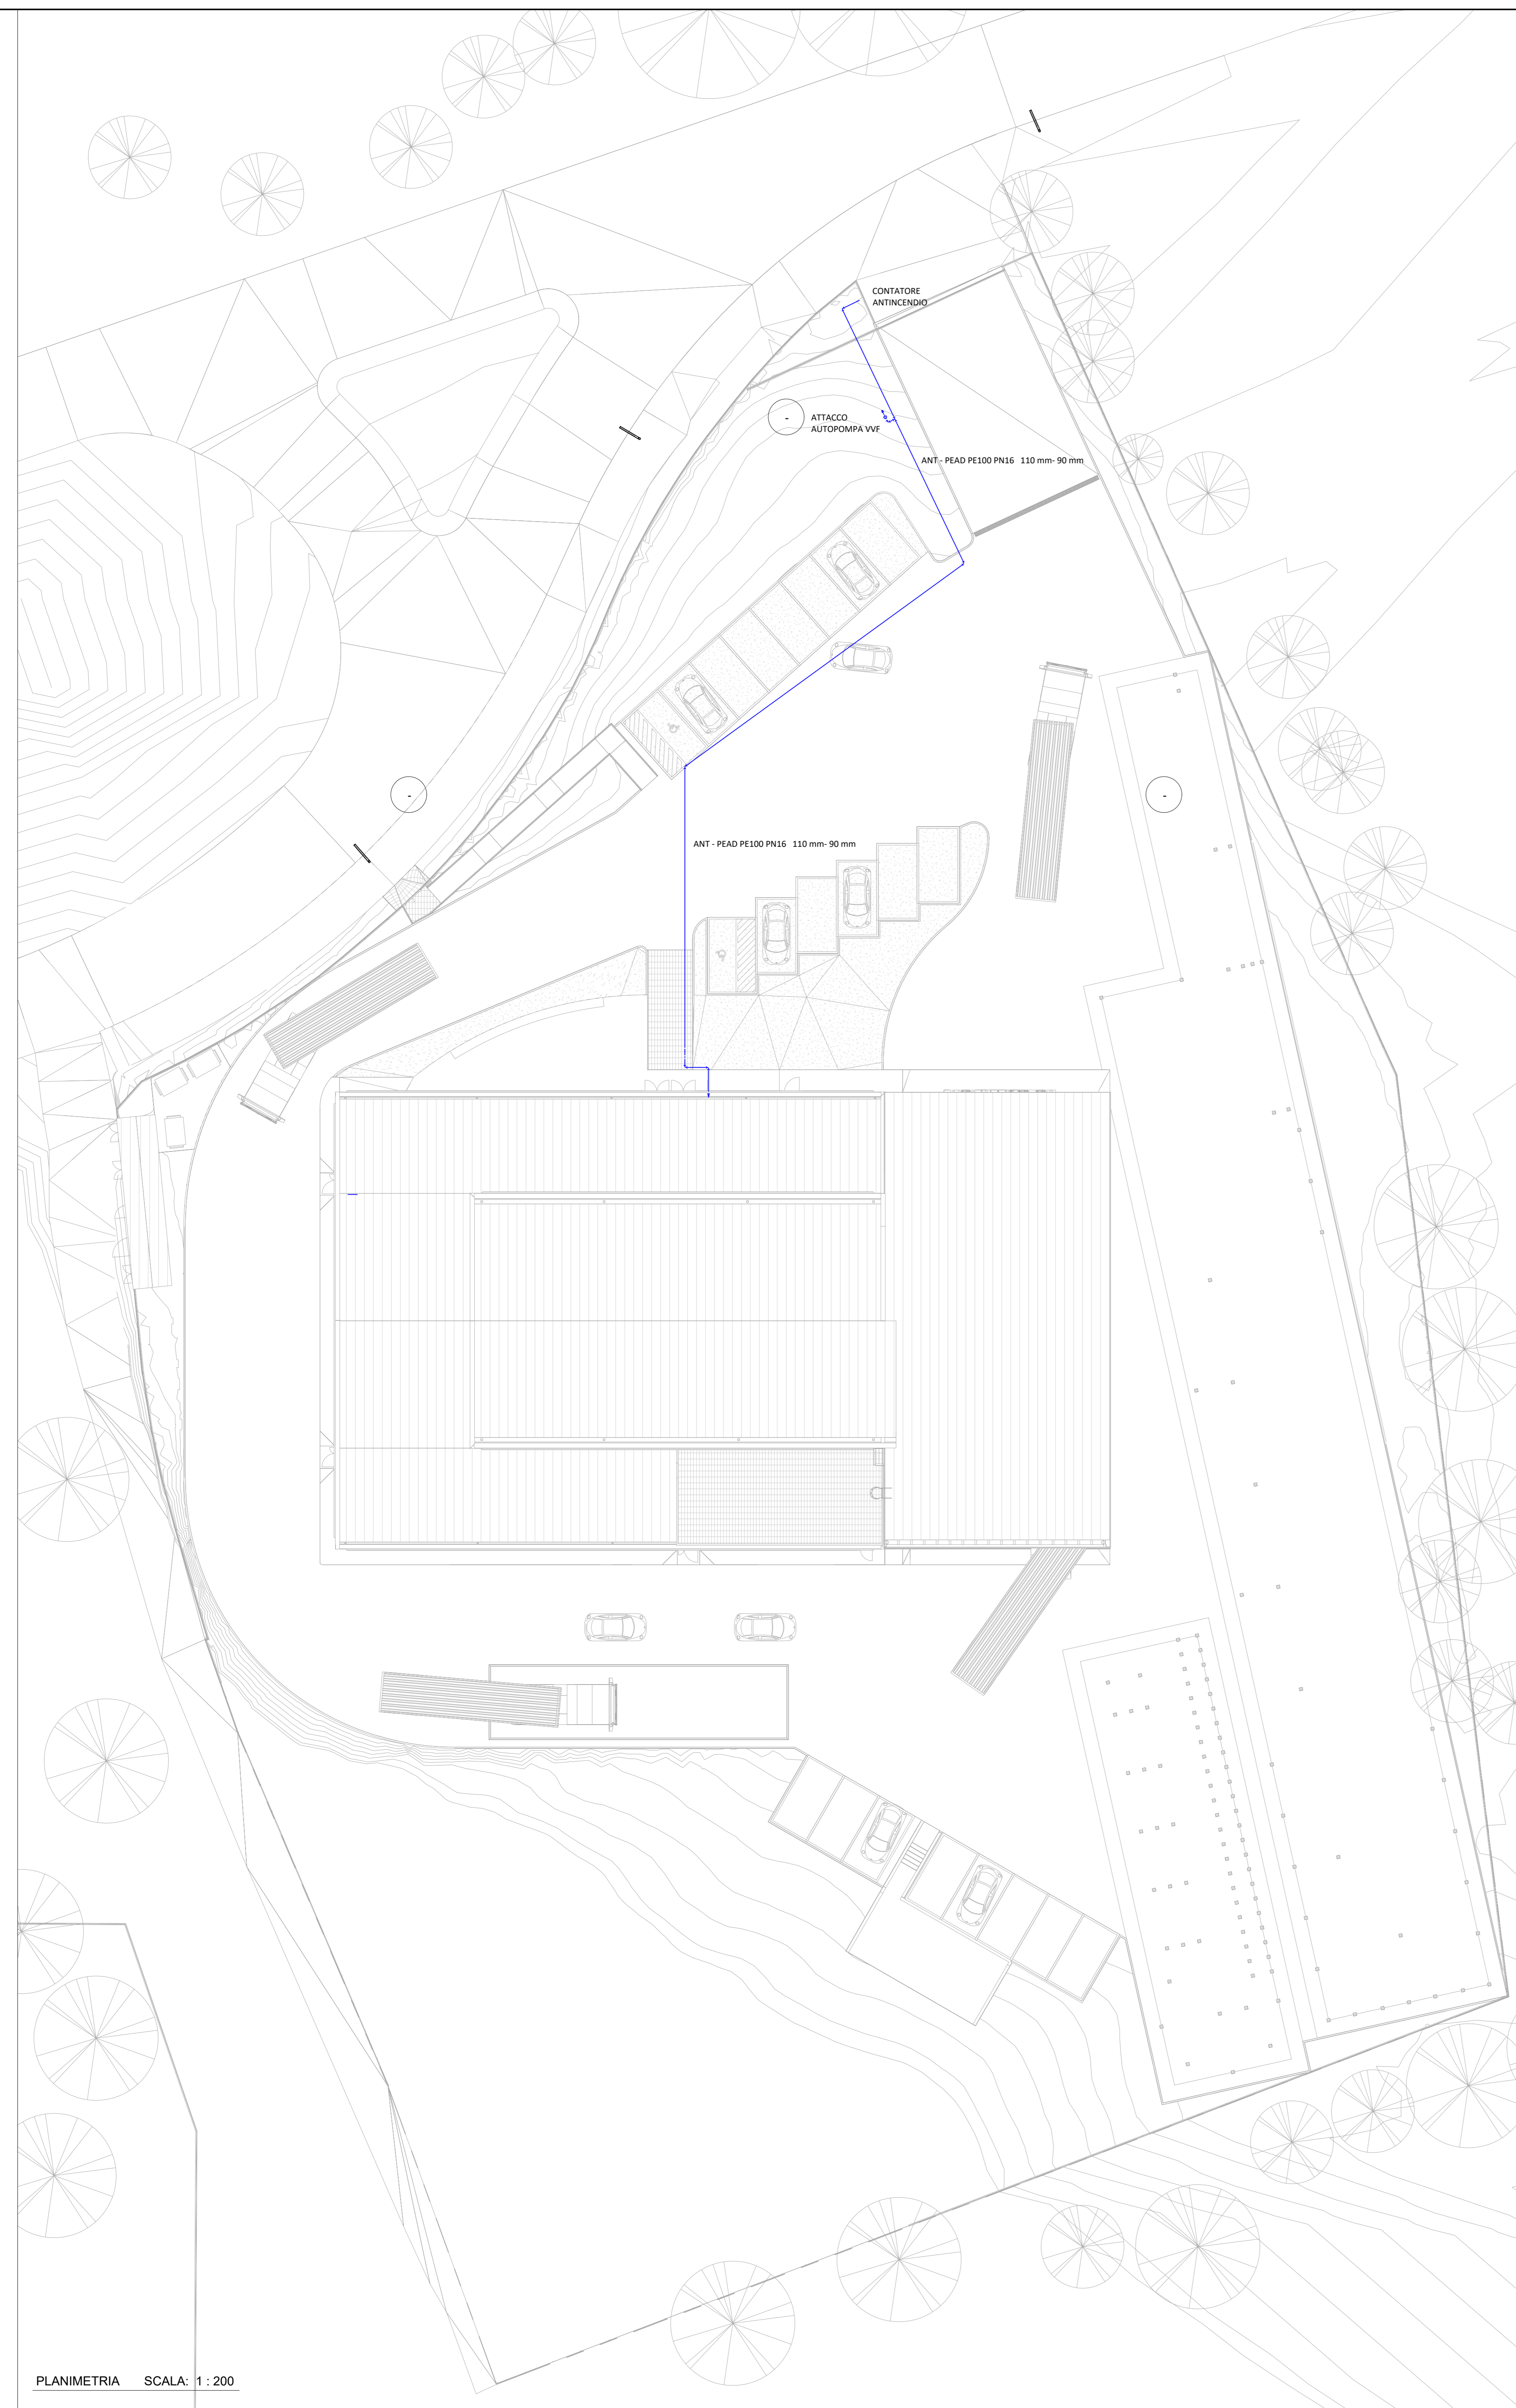 CONTATORE
ANTINCENDIO
-
ATTACCO
AUTOPOMPA VVF
ANT - PEAD PE100 PN16 110 mm- 90 mm
-
-
ANT - PEAD PE100 PN16 110 mm- 90 mm
PLANIMETRIA SCALA: 1 : 200